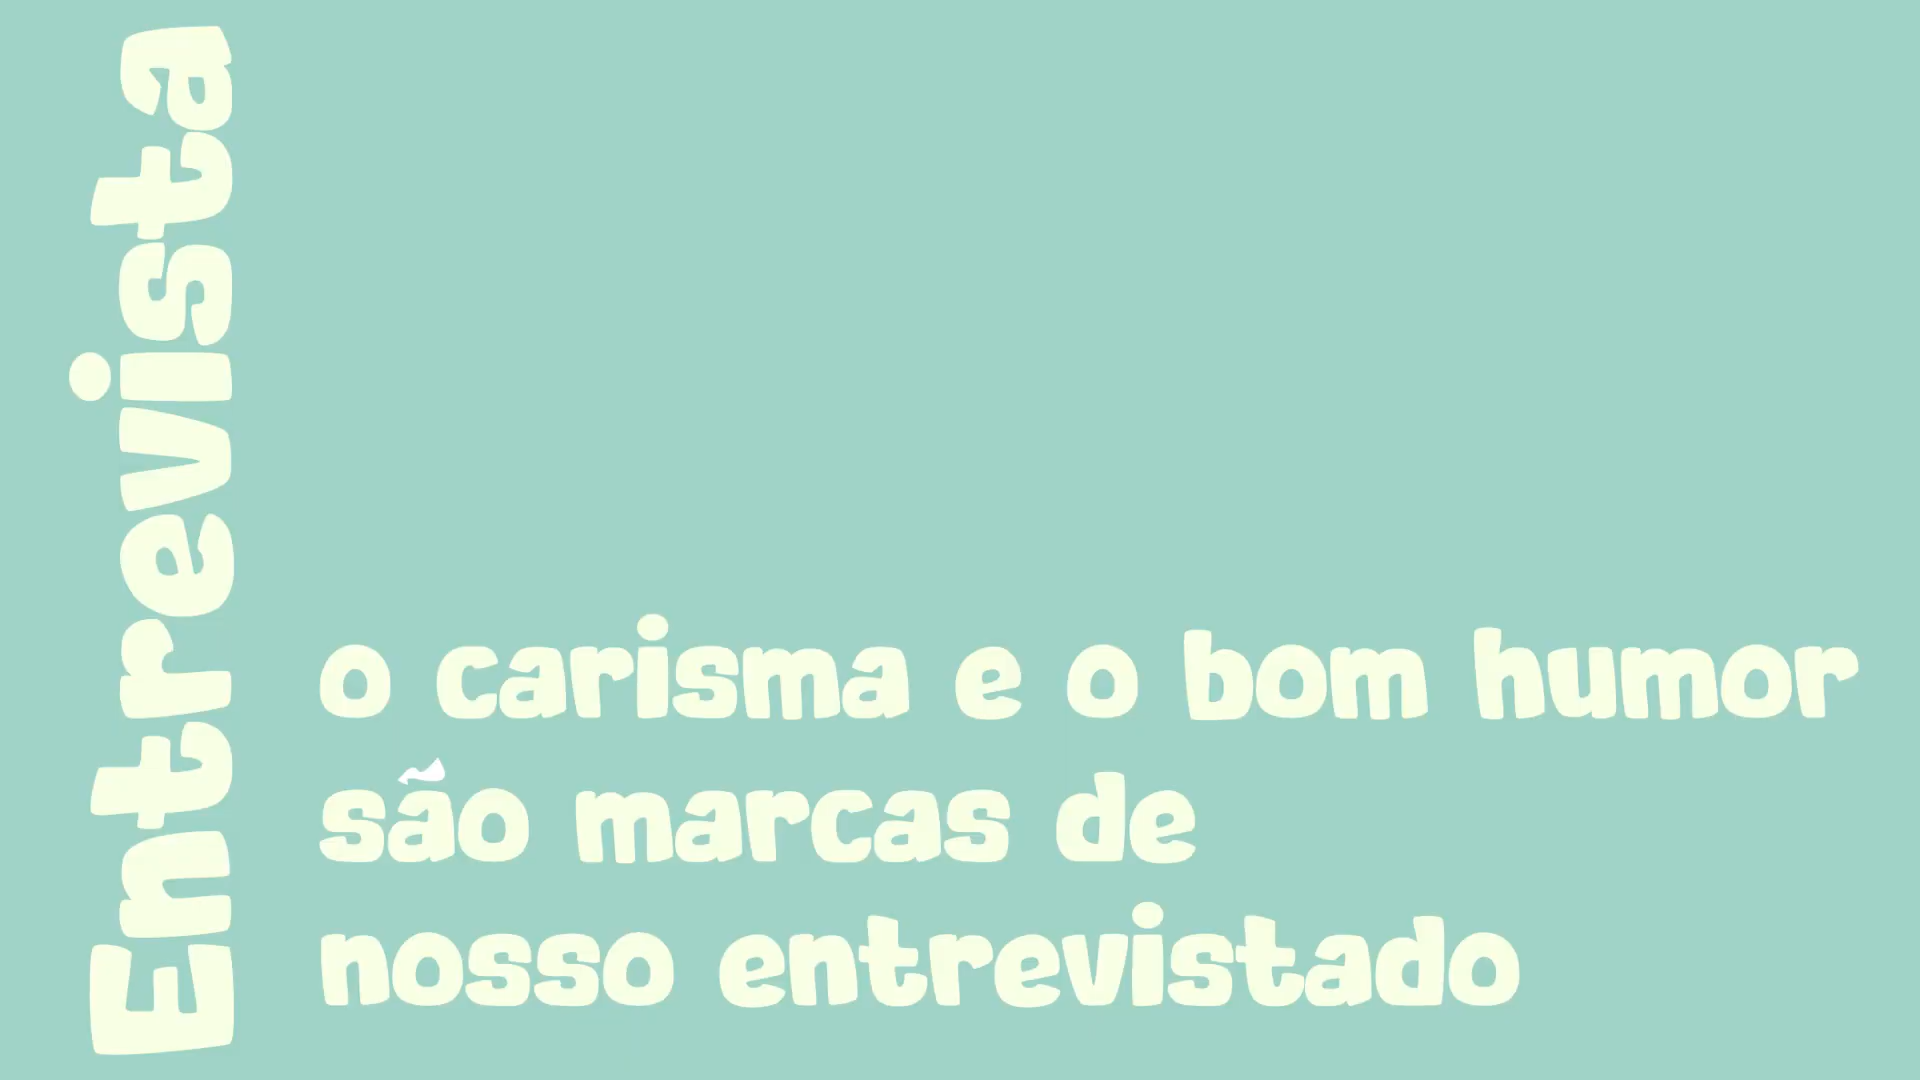 Entrevista
o carisma e o bom humor
são marcas de
nosso entrevistado